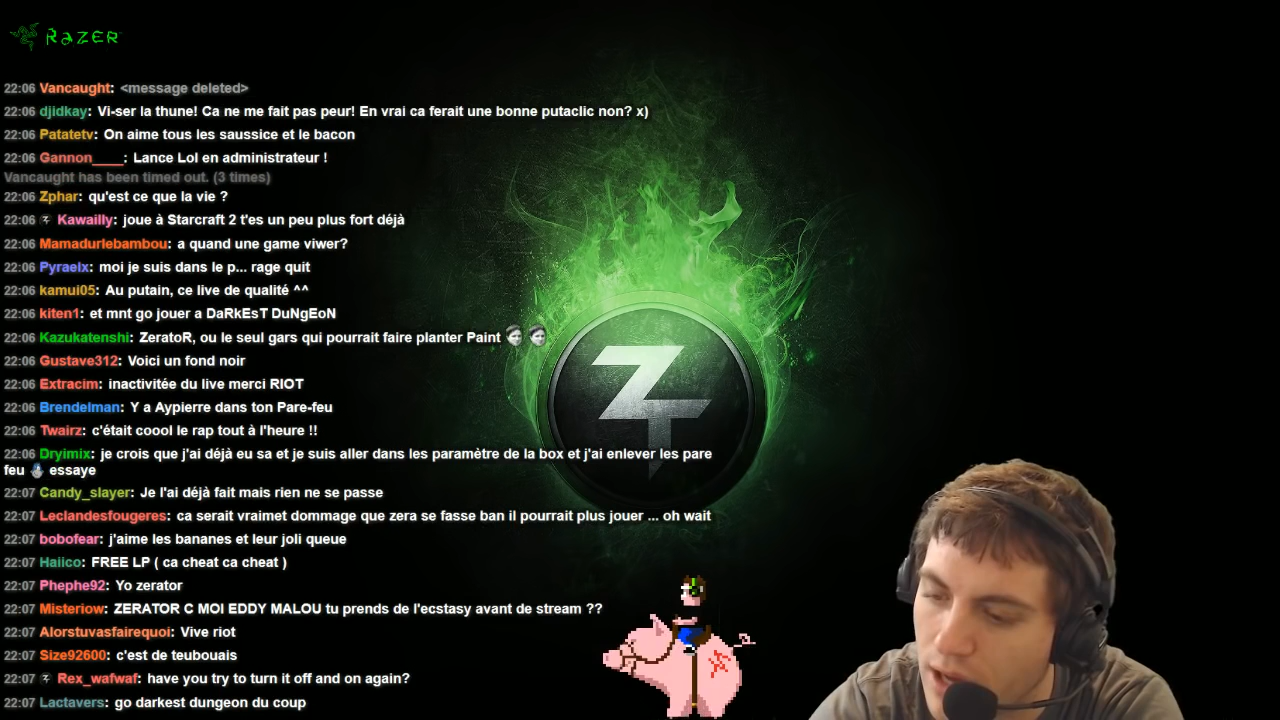 RAZER
22:06 Vancaught: <message deleted>
22:06 djidkay: Vi-ser la thune! Ca ne me fait pas peur! En vrai ca ferait une bonne putaclic non? x)
22:06 Patatetv: On aime tous les saussice et le bacon
22:06 Gannon____: Lance Lol en administrateur !
Vancaught has been timed out. (3 times)
22:06 Zphar: qu'est ce que la vie ?
22:06 Kawailly: joue à Starcraft 2 t'es un peu plus fort déjà
22:06 Mamadurlebambou: a quand une game viwer?
22:06 Pyraeix: moi je suis dans le p... rage quit
22:06 kamui05: Au putain, ce live de qualité ^^
22:06 kiten1: et mnt go jouer a DaRkEsT DuNgEoN
22:06 Kazukatenshi: ZeratoR, ou le seul gars qui pourrait faire planter Paint
22:06 Gustave312: Voici un fond noir
22:06 Extracim: inactivitée du live merci RIOT
22:06 Brendelman: Y a Aypierre dans ton Pare-feu
22:06 Twairz: c'était coool le rap tout à l'heure !!
22:06 Dryimix: je crois que j'ai déjà eu sa et je suis aller dans les paramètre de la box et j'ai enlever les pare
feu essaye
22:07 Candy_slayer: Je l'ai déjà fait mais rien ne se passe
22:07 Leclandesfougeres: ca serait vraimet dommage que zera se fasse ban il pourrait plus jouer ... oh wait
22:07 bobofear: j'aime les bananes et leur joli queue
22:07 Haiico: FREE LP ( ca cheat ca cheat )
22:07 Phephe92: Yo zerator
22:07 Misteriow: ZERATOR C MOI EDDY MALOU tu prends de l'ecstasy avant de stream ??
22:07 Alorstuvasfairequoi: Vive riot
22:07 Size92600: c'est de teubouais
22:07 Rex_wafwaf: have you try to turn it off and on again?
22:07 Lactavers: go darkest dungeon du coup
ZT